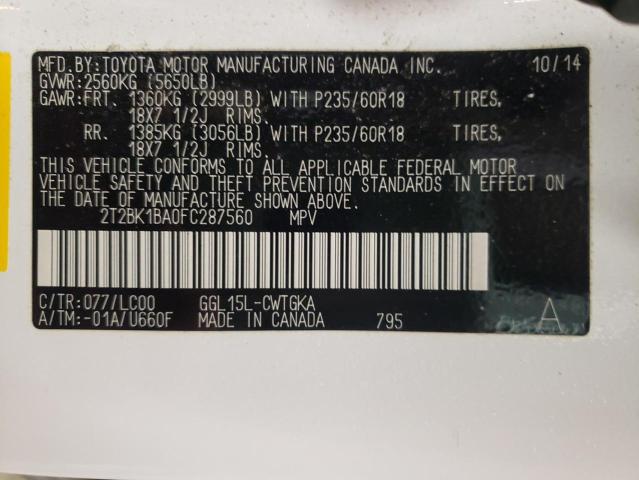 MFD.BY:TOYOTA MOTOR MANUFACTURING CANADA INC. 10/14
GVWR:2560KG (5650LB)
GAWR:FRT. 1360KG (2999LB) WITH P235/60R18 TIRES,
18X7 1/2J RIMS.
RR. 1385KG (3056LB) WITH P235/60R18 TIRES,
18X7 1/2J RIMS.
THIS VEHICLE CONFORMS TO ALL APPLICABLE FEDERAL MOTOR
VEHICLE SAFETY AND THEFT PREVENTION STANDARDS IN EFFECT ON
THE DATE OF MANUFACTURE SHOWN ABOVE.
2T2BK1BA0FC287560 MPV
C/TR:077/LC00 GGL15L-CWTGKA
A/TM:-01A/U660F MADE IN CANADA 795 A